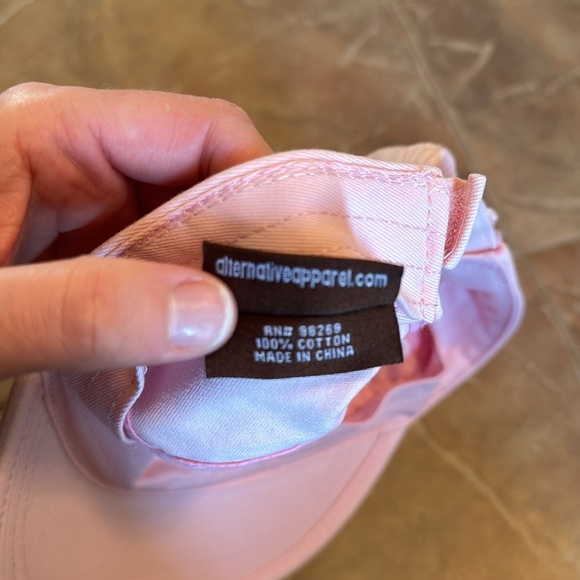 alternativeapparel.com
RN# 98269
100% COTTON
MADE IN CHINA